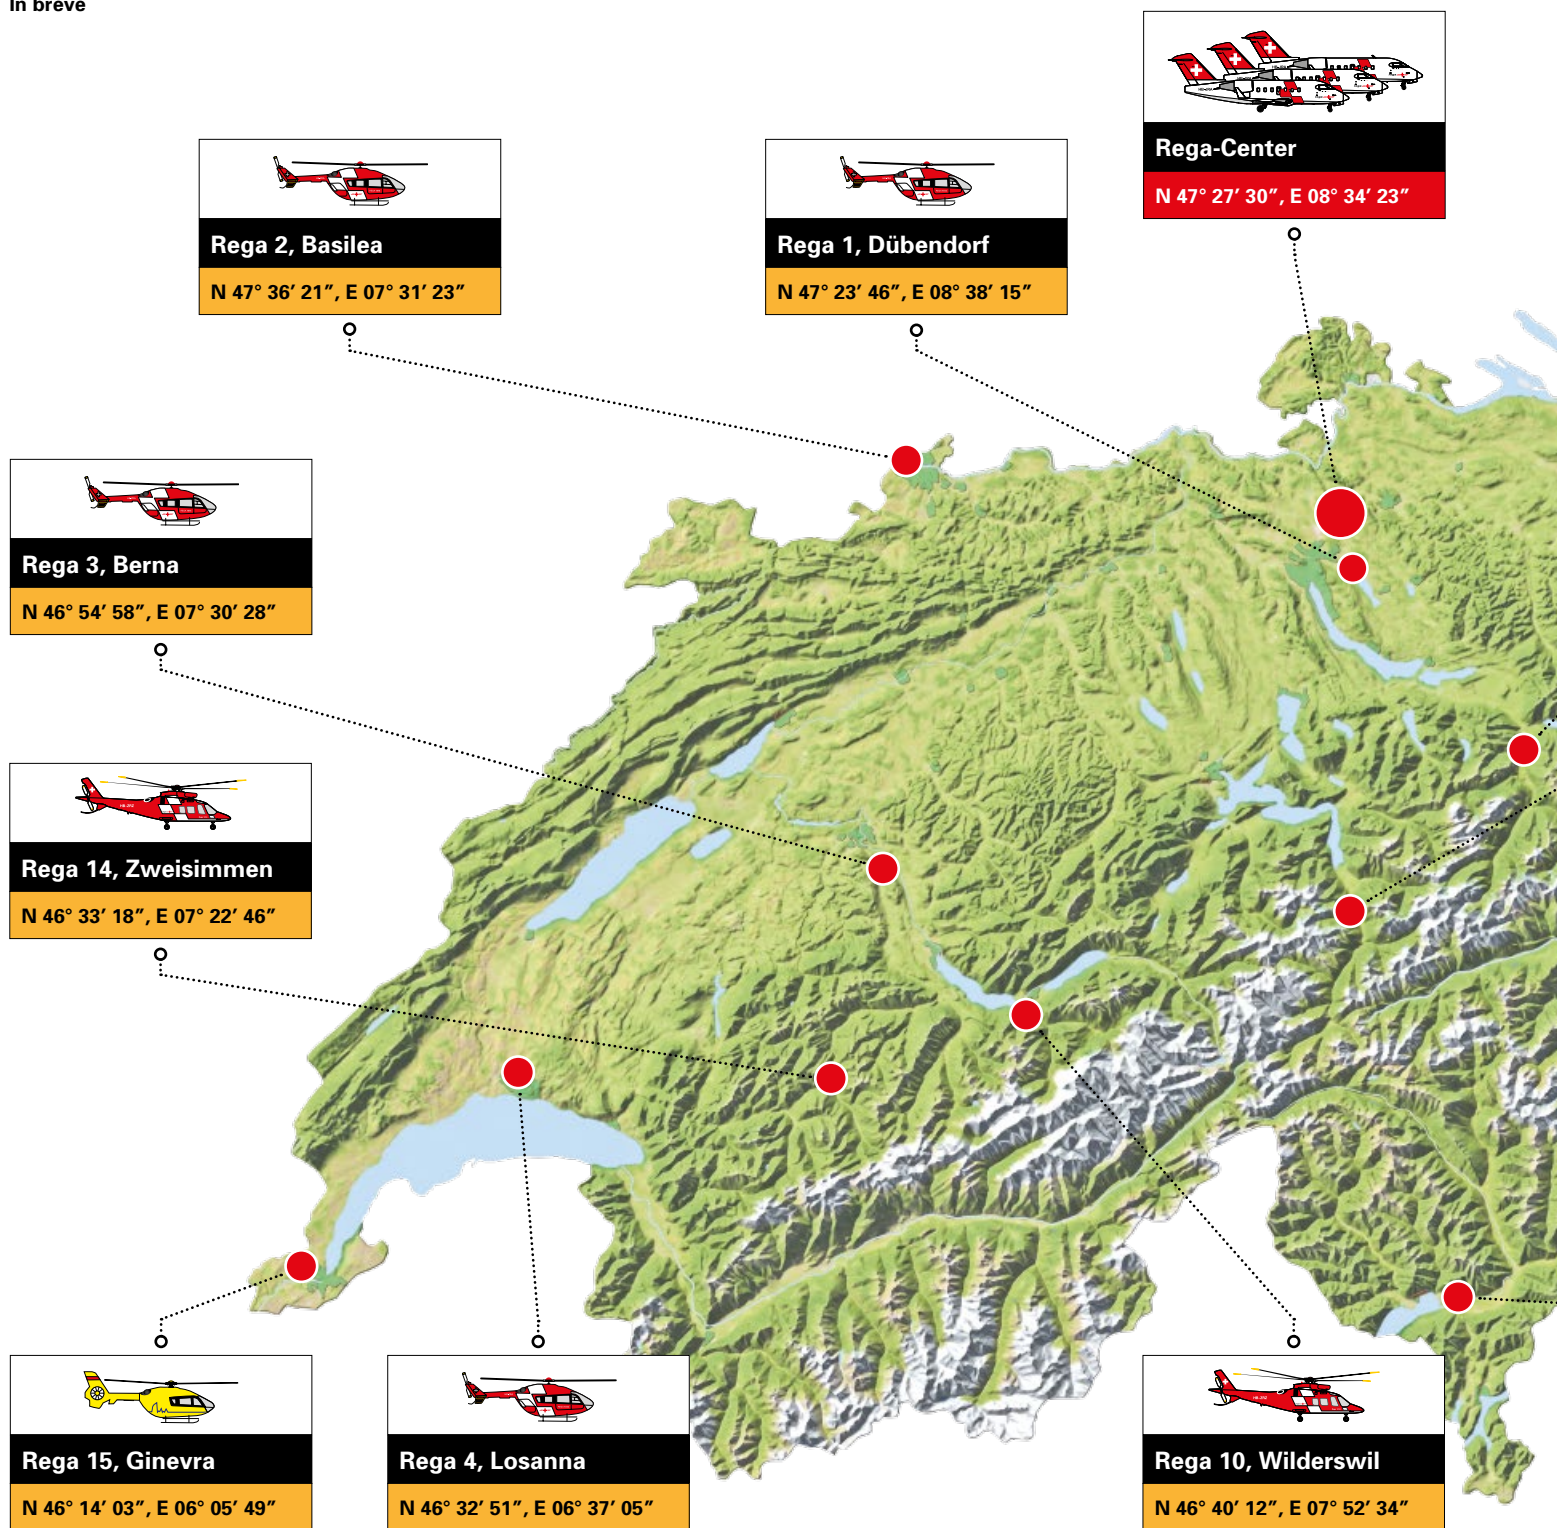 In breve
Rega-Center
N 47° 27′ 30″, E 08° 34′ 23″
Rega 2, Basilea
N 47° 36′ 21″, E 07° 31′ 23″
Rega 1, Dübendorf
N 47° 23′ 46″, E 08° 38′ 15″
Rega 3, Berna
N 46° 54′ 58″, E 07° 30′ 28″
Rega 14, Zweisimmen
N 46° 33′ 18″, E 07° 22′ 46″
Rega 15, Ginevra
N 46° 14′ 03″, E 06° 05′ 49″
Rega 4, Losanna
N 46° 32′ 51″, E 06° 37′ 05″
Rega 10, Wilderswil
N 46° 40′ 12″, E 07° 52′ 34″